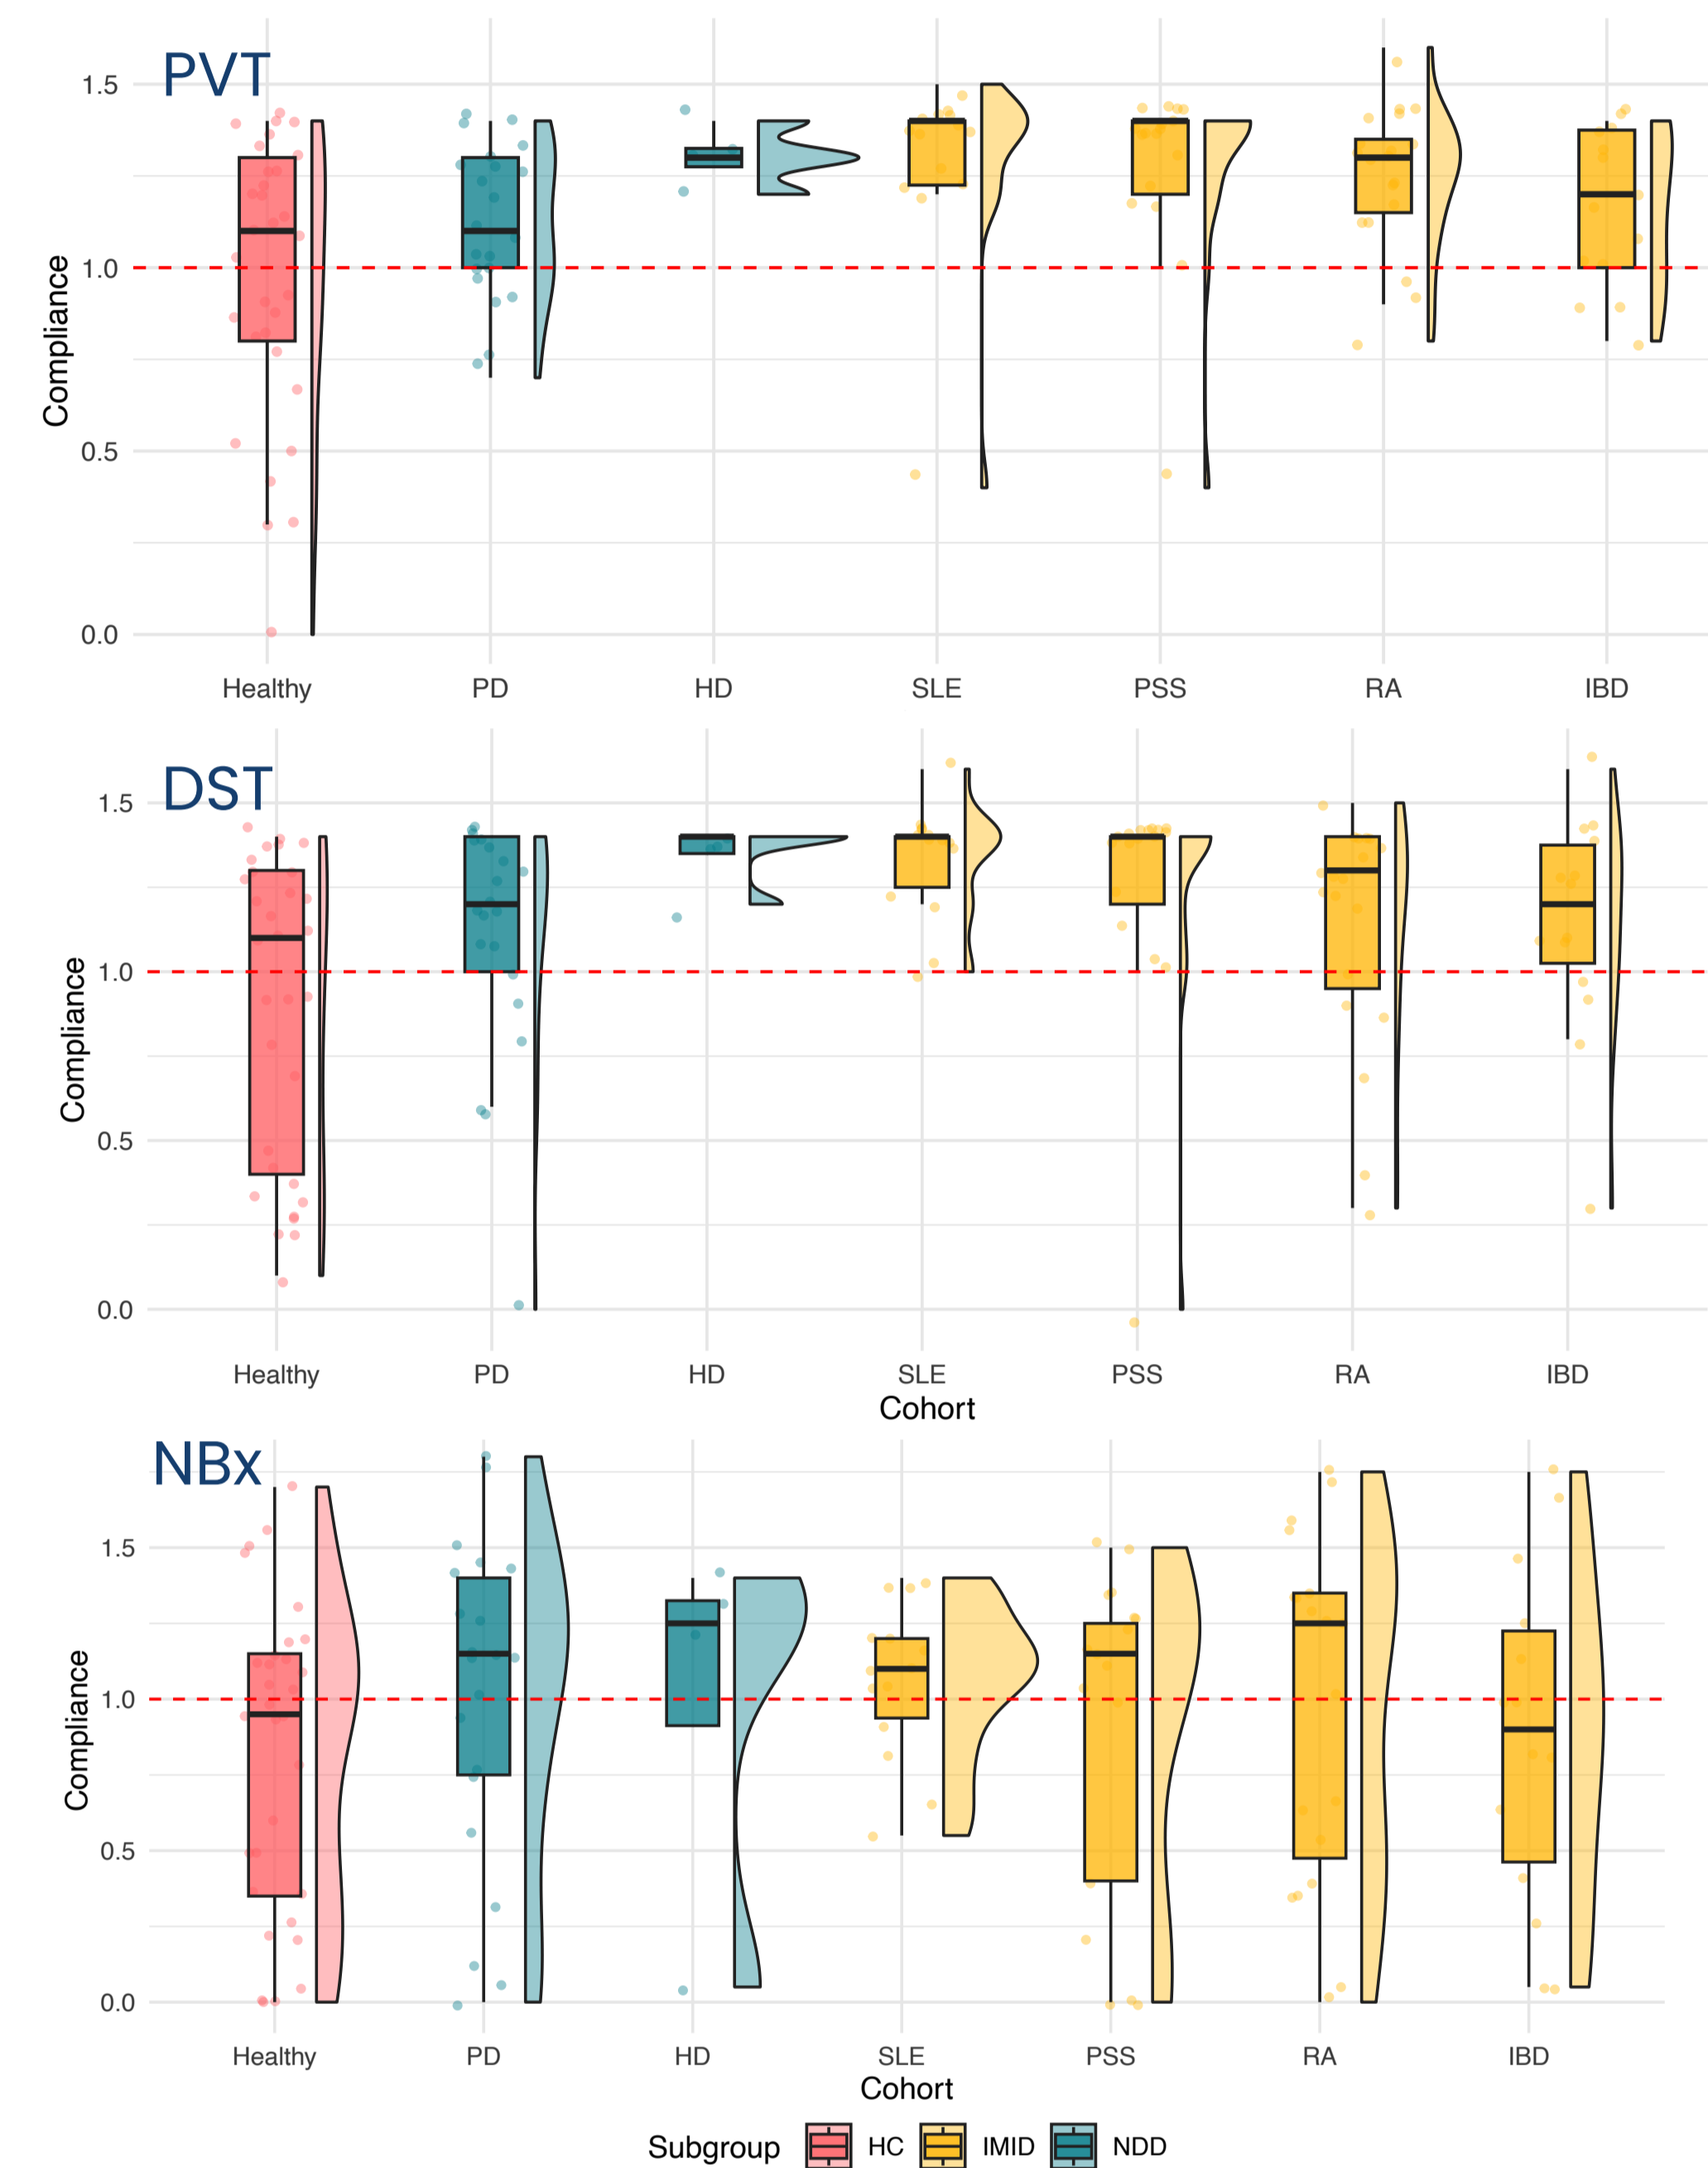 PVT
1.5
1.0
0.5
0.0
Compliance
Healthy PD HD SLE PSS RA IBD
DST
1.5
1.0
0.5
0.0
Compliance
Healthy PD HD SLE PSS RA IBD
Cohort
NBx
1.5
1.0
0.5
0.0
Compliance
Healthy PD HD SLE PSS RA IBD
Cohort
Subgroup HC IMID NDD